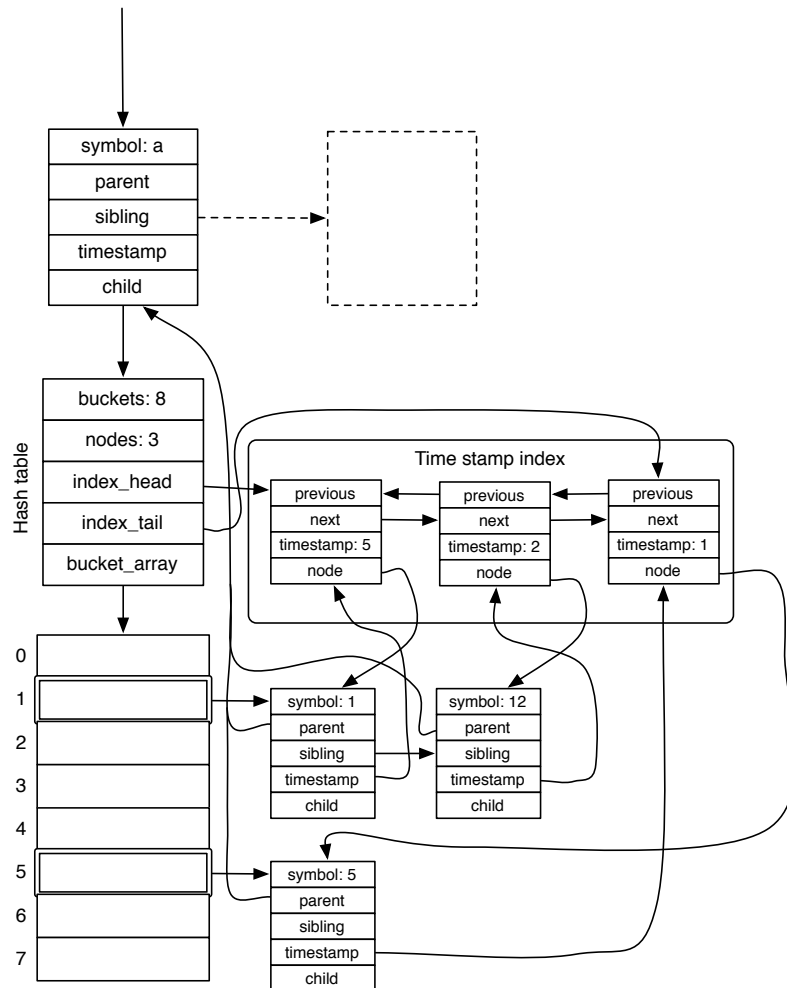 symbol: a
parent
sibling
timestamp
child
Hash table
buckets: 8
nodes: 3
index_head
index_tail
bucket_array
Time stamp index
previous
next
timestamp: 5
node
previous
next
timestamp: 2
node
previous
next
timestamp: 1
node
0
1
2
3
4
5
6
7
symbol: 1
parent
sibling
timestamp
child
symbol: 12
parent
sibling
timestamp
child
symbol: 5
parent
sibling
timestamp
child